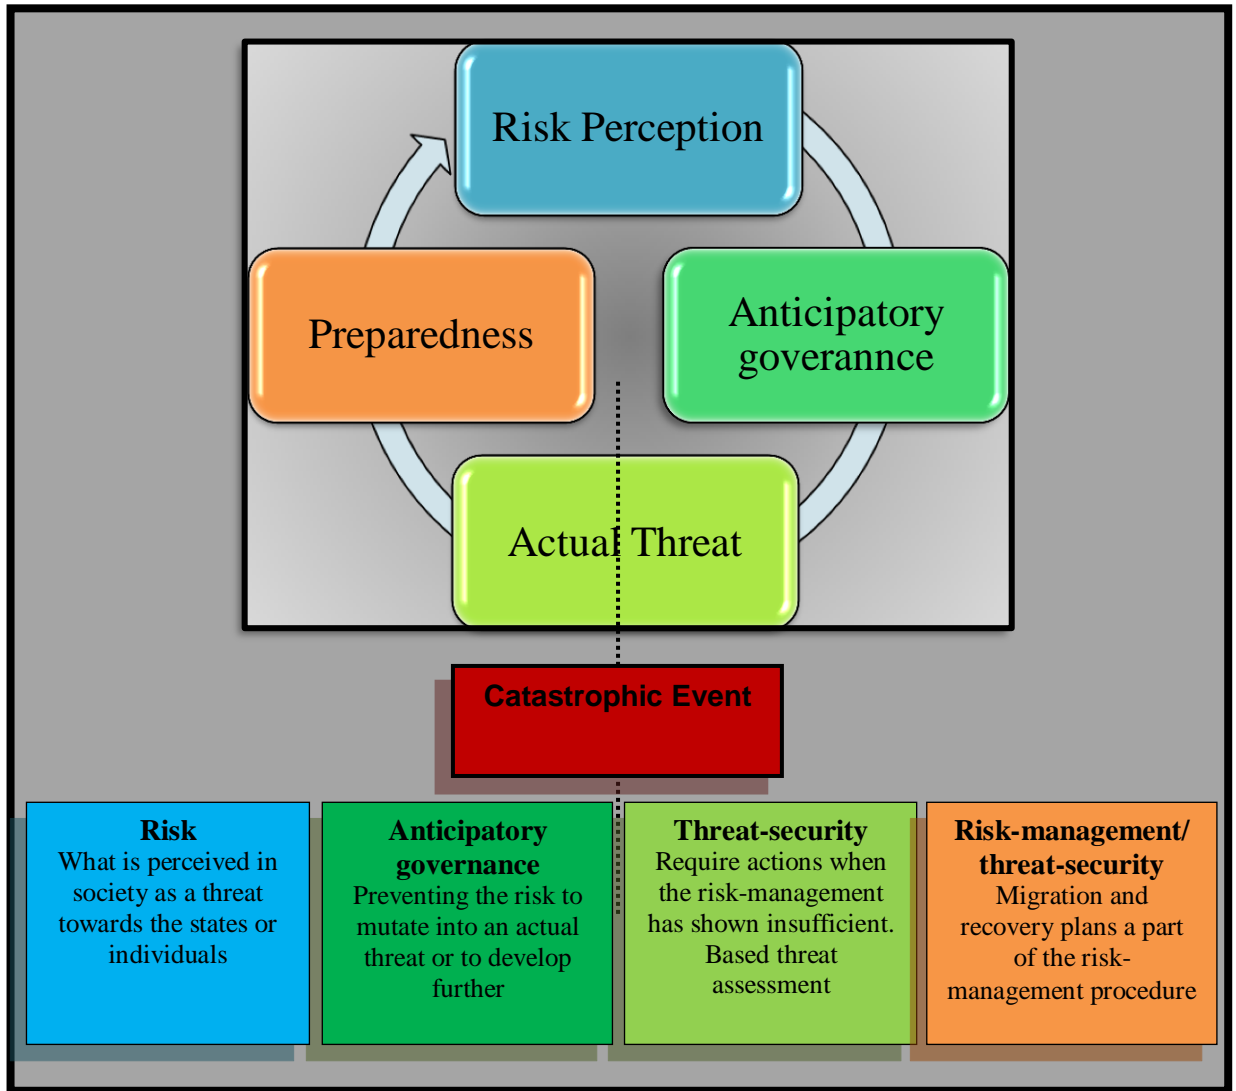 Risk Perception
Preparedness
Anticipatory
goverannce
Actual Threat
Catastrophic Event
Risk
What is perceived in
society as a threat
towards the states or
individuals
Anticipatory
governance
Preventing the risk to
mutate into an actual
threat or to develop
further
Threat-security
Require actions when
the risk-management
has shown insufficient.
Based threat
assessment
Risk-management/
threat-security
Migration and
recovery plans a part
of the risk-
management procedure